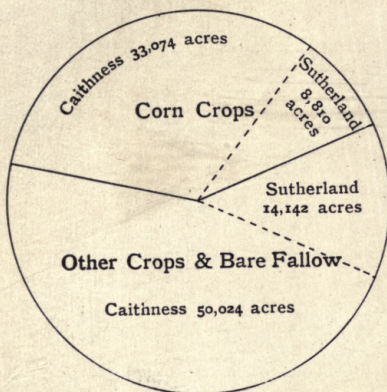 Caithness 33,074 acres
Sutherland
8,810
acres
Corn Crops
Sutherland
14,142 acres
Other Crops & Bare Fallow
Caithness 50,024 acres